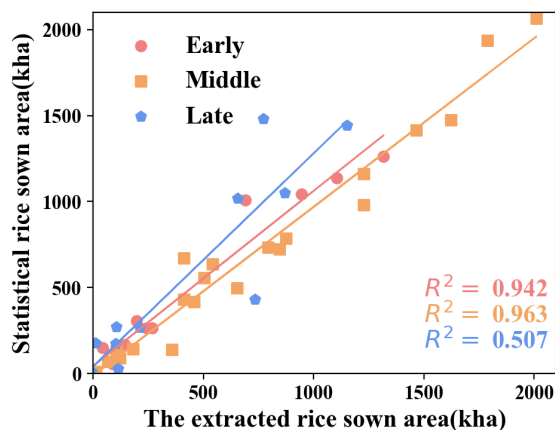 2000
1500
1000
500
0
Statistical rice sown area(kha)
Early
Middle
Late
R² = 0.942
R² = 0.963
R² = 0.507
0 500 1000 1500 2000
The extracted rice sown area(kha)